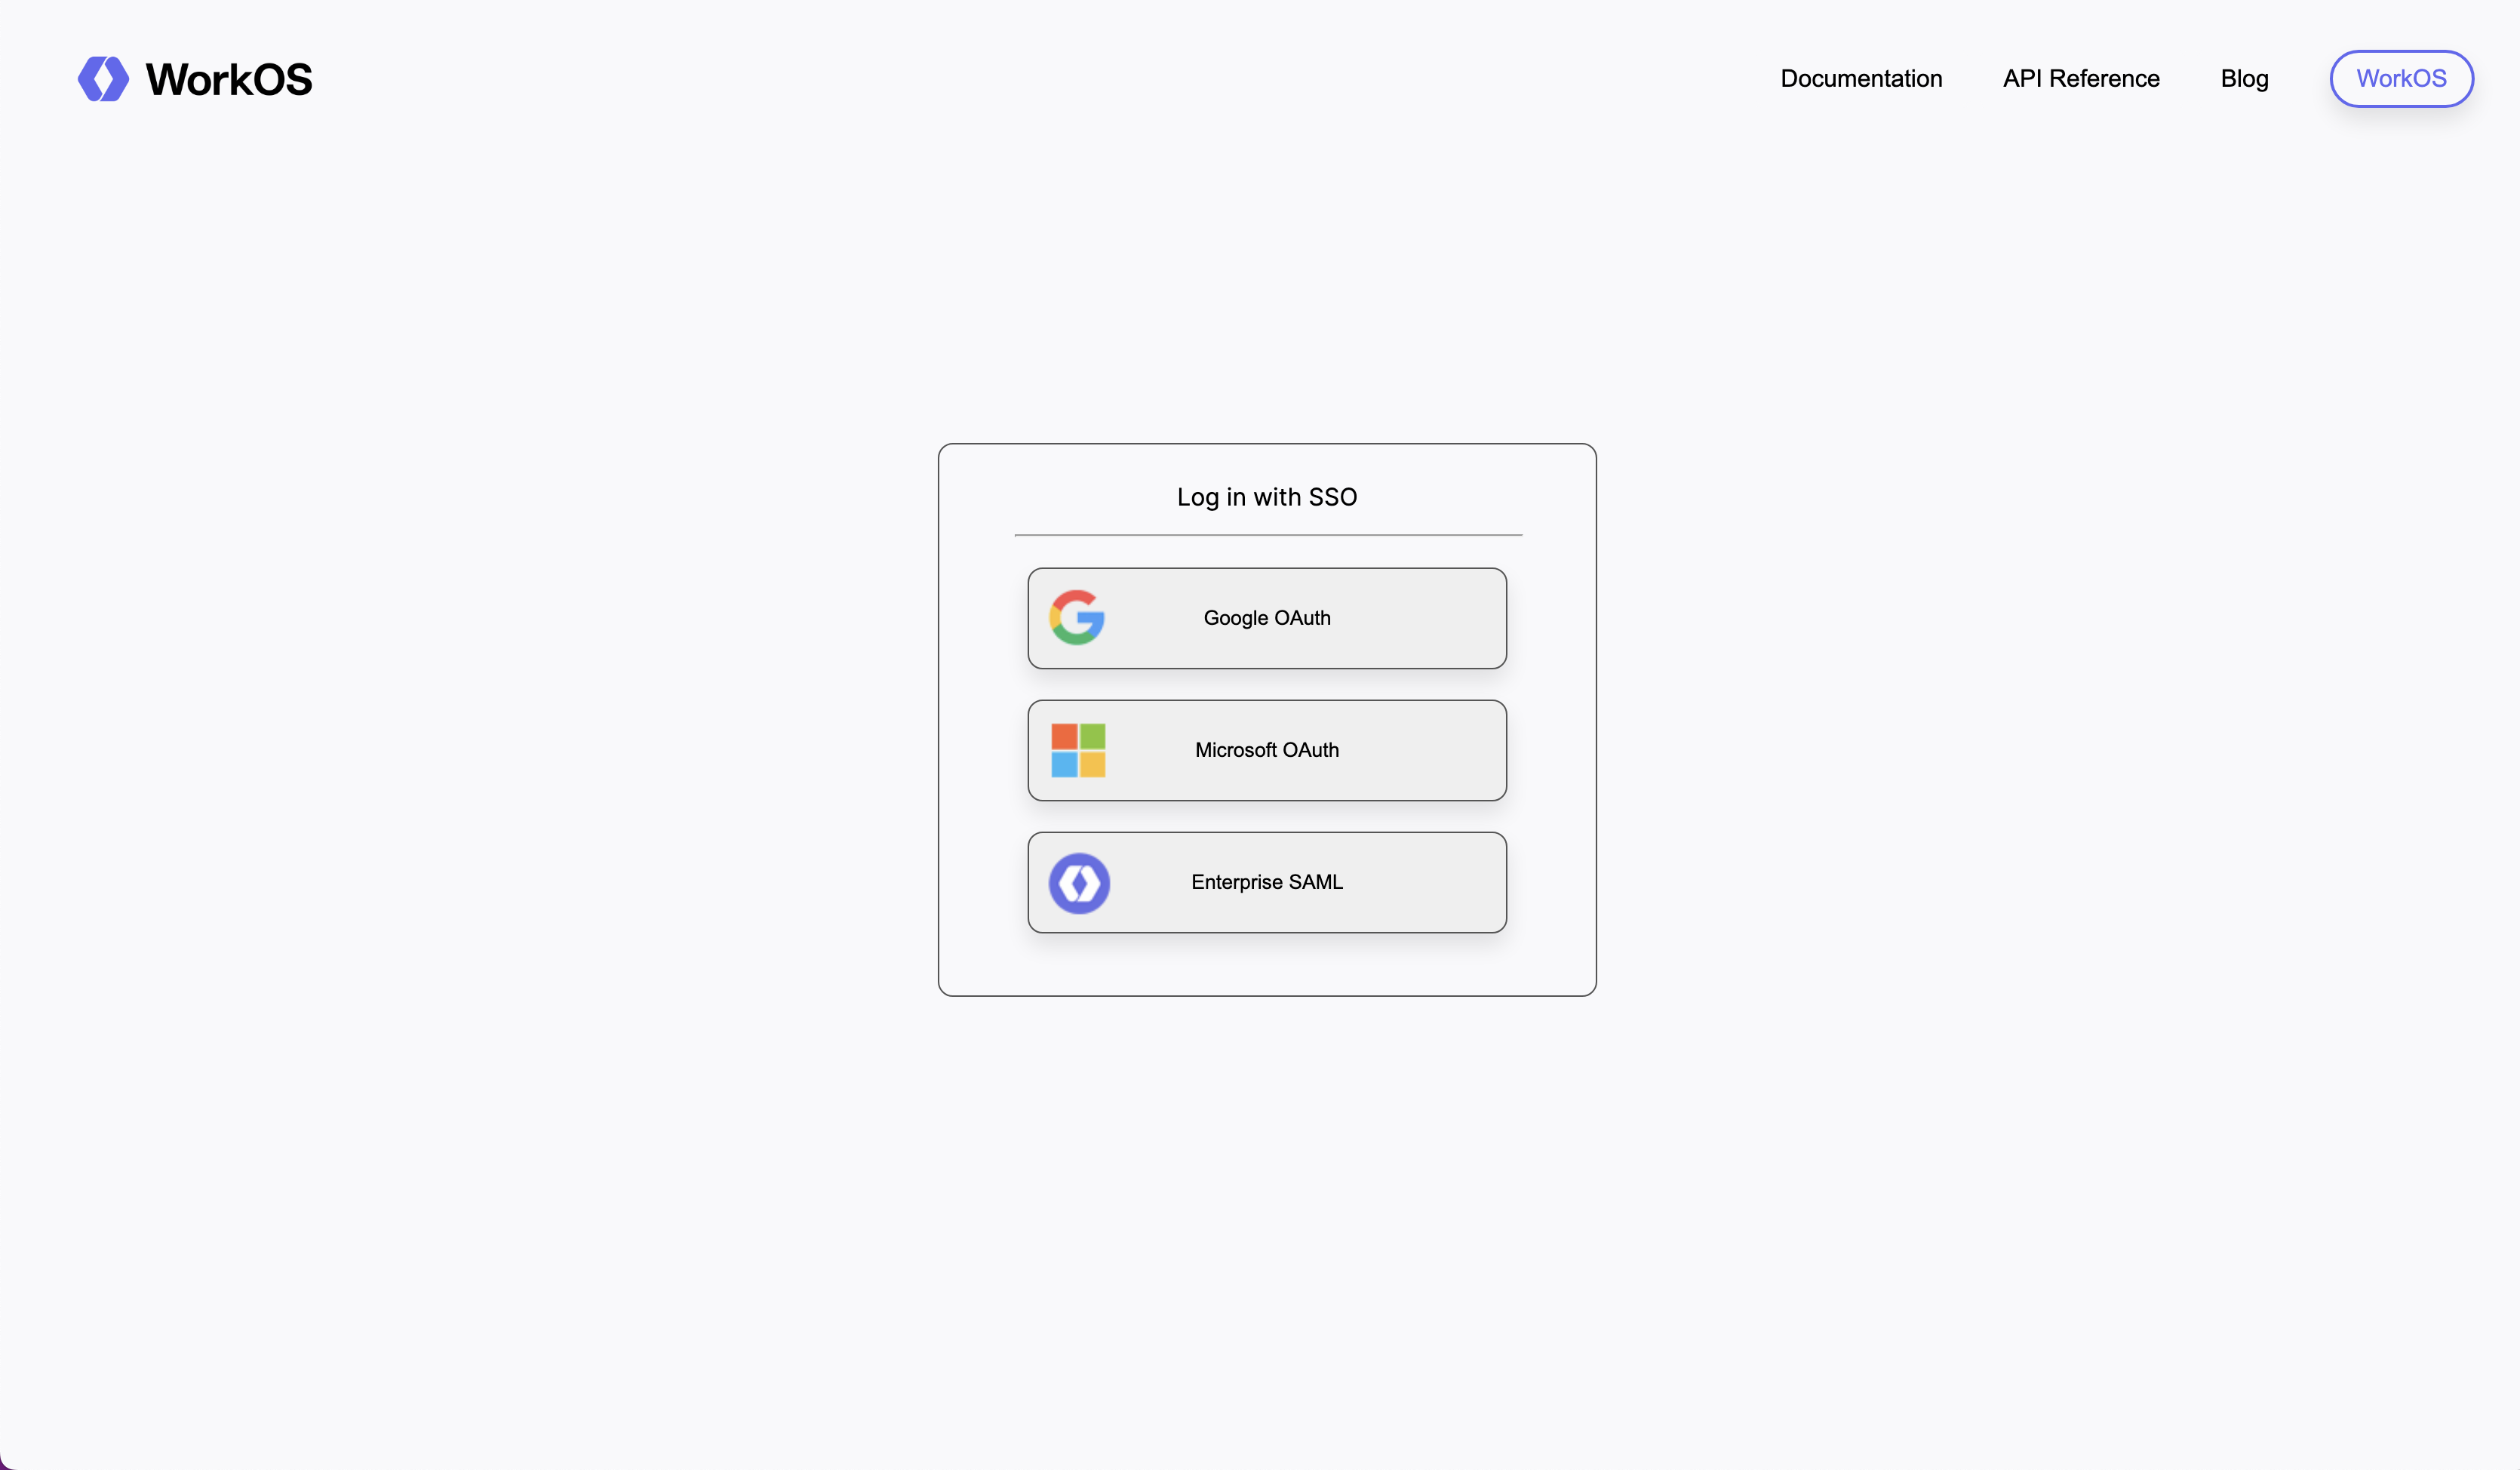 WorkOS
Documentation API Reference Blog WorkOS
Log in with SSO
Google OAuth
Microsoft OAuth
Enterprise SAML